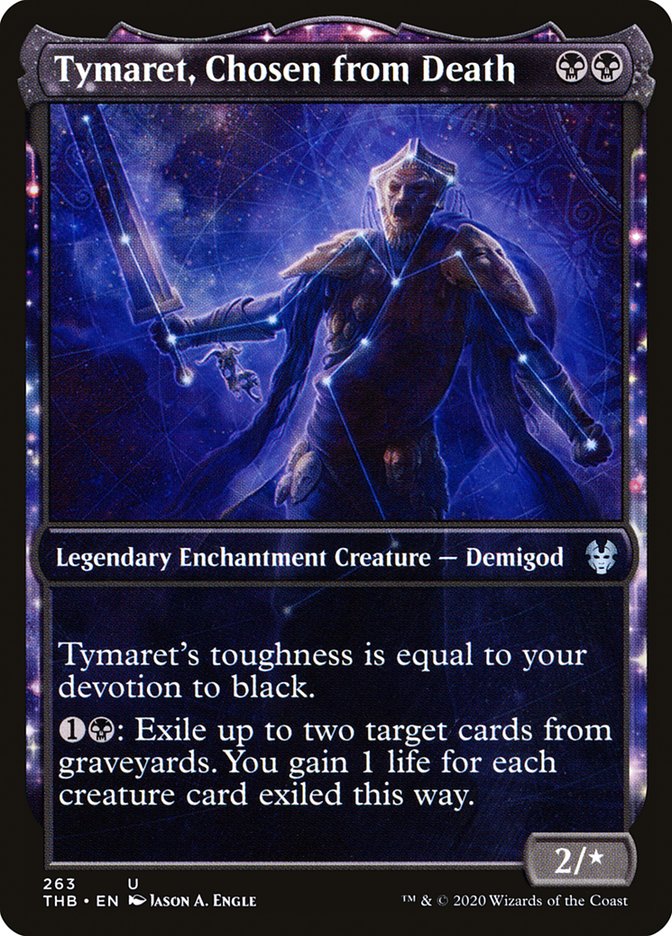 Tymaret, Chosen from Death
Legendary Enchantment Creature — Demigod
Tymaret's toughness is equal to your
devotion to black.
1: Exile up to two target cards from
graveyards. You gain 1 life for each
creature card exiled this way.
2/★
263 U
THB • EN Jason A. Engle
™ & © 2020 Wizards of the Coast